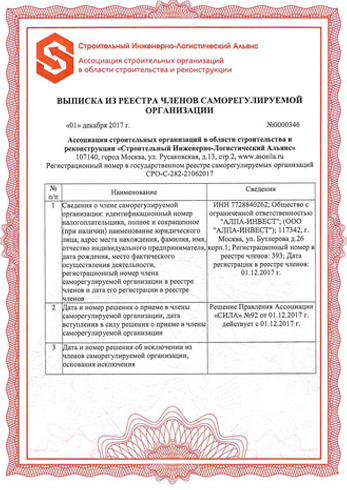 Строительный Инженерно-Логистический Альянс
Ассоциация строительных организаций
в области строительства и реконструкции
ВЫПИСКА ИЗ РЕЕСТРА ЧЛЕНОВ САМОРЕГУЛИРУЕМОЙ
ОРГАНИЗАЦИИ
«01» декабря 2017 г. №0000346
Ассоциация строительных организаций в области строительства и
реконструкции «Строительный Инженерно-Логистический Альянс»
107140, город Москва, ул. Русаковская, д.13, стр.2, www.asonila.ru
Регистрационный номер в государственном реестре саморегулируемых организаций
СРО-С-282-21062017
№
п/п
Наименование
Сведения
1
Сведения о члене саморегулируемой
организации: идентификационный номер
налогоплательщика, полное и сокращенное
(при наличии) наименование юридического
лица, адрес места нахождения, фамилия, имя,
отчество индивидуального предпринимателя,
дата рождения, место фактического
осуществления деятельности,
регистрационный номер члена
саморегулируемой организации в реестре
членов и дата его регистрации в реестре
членов
ИНН 7728840262; Общество с
ограниченной ответственностью
"АЛПА-ИНВЕСТ"; (ООО
"АЛПА-ИНВЕСТ"); 117342, г.
Москва, ул. Бутлерова д.26
корп.1; Регистрационный номер в
реестре членов: 393; Дата
регистрации в реестре членов:
01.12.2017 г.
2
Дата и номер решения о приеме в члены
саморегулируемой организации, дата
вступления в силу решения о приеме в члены
саморегулируемой организации
Решение Правления Ассоциации
«СИЛА» №92 от 01.12.2017 г.
действует с 01.12.2017 г.
3
Дата и номер решения об исключении из
членов саморегулируемой организации,
основания исключения